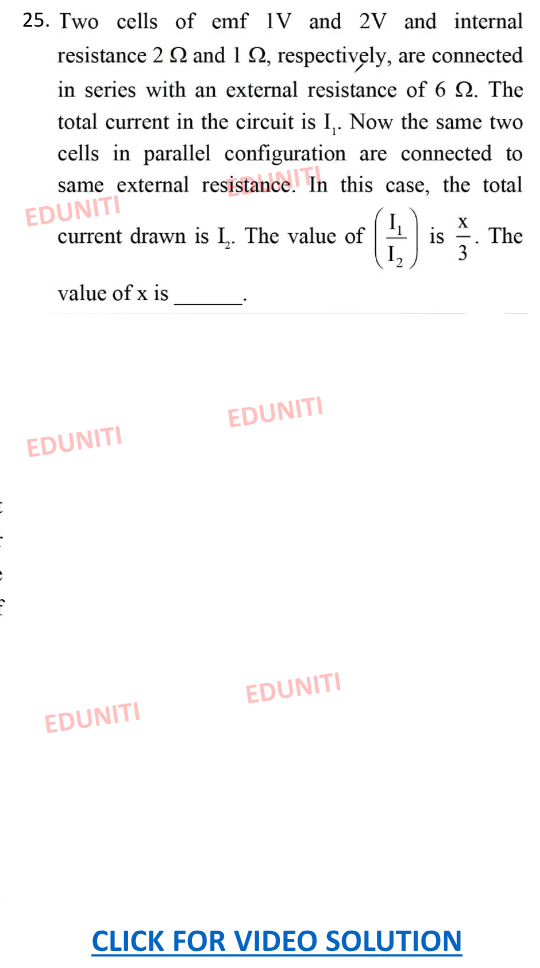 25. Two cells of emf 1V and 2V and internal
resistance 2 Ω and 1 Ω, respectively, are connected
in series with an external resistance of 6 Ω. The
total current in the circuit is I₁. Now the same two
cells in parallel configuration are connected to
same external resistance. In this case, the total
current drawn is I₂. The value of (I₁/I₂) is x/3. The
value of x is ______.
EDUNITI
EDUNITI
EDUNITI
EDUNITI
EDUNITI
EDUNITI
CLICK FOR VIDEO SOLUTION